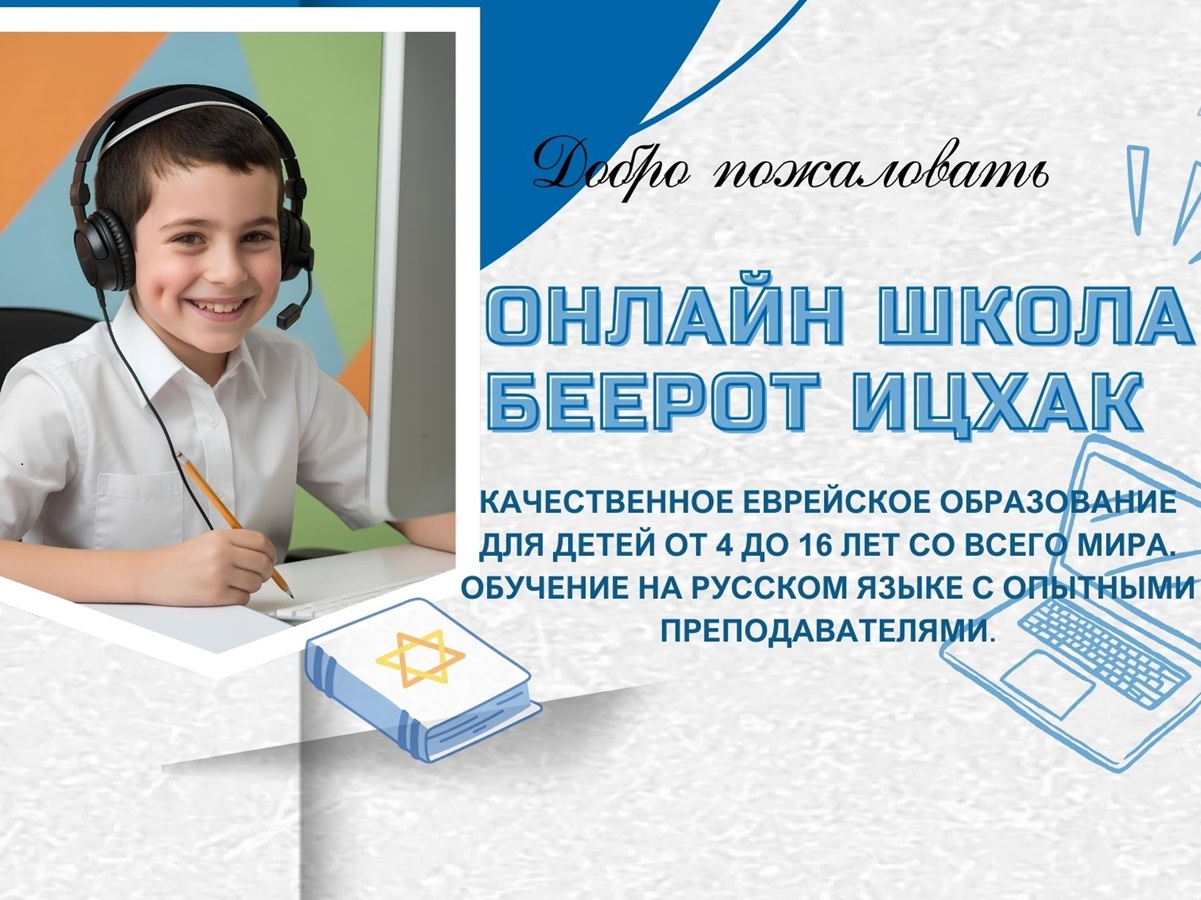 Добро пожаловать
ОНЛАЙН ШКОЛА
БЕЕРОТ ИЦХАК
КАЧЕСТВЕННОЕ ЕВРЕЙСКОЕ ОБРАЗОВАНИЕ
ДЛЯ ДЕТЕЙ ОТ 4 ДО 16 ЛЕТ СО ВСЕГО МИРА.
ОБУЧЕНИЕ НА РУССКОМ ЯЗЫКЕ С ОПЫТНЫМИ
ПРЕПОДАВАТЕЛЯМИ.